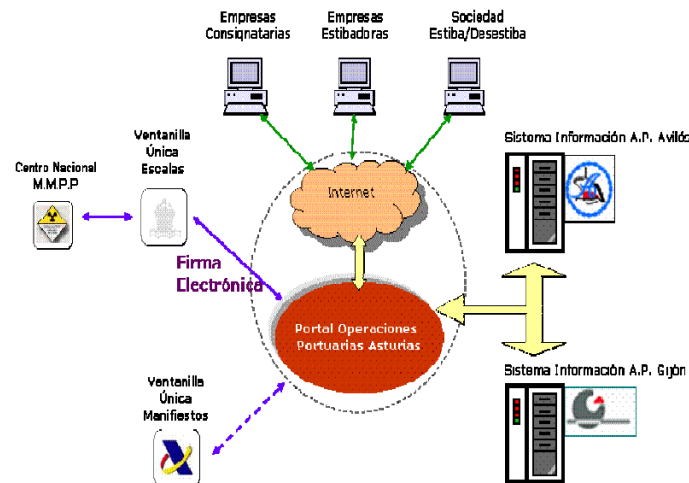 Empresas
Consignatarias
Empresas
Estibadoras
Sociedad
Estiba/Desestiba
Ventanilla
Única
Escalas
Centro Nacional
M.M.P.P
Internet
Firma
Electrónica
Portal Operaciones
Portuarias Asturias
Sistema Información A.P. Avilés
Ventanilla
Única
Manifiestos
Sistema Información A.P. Gijón